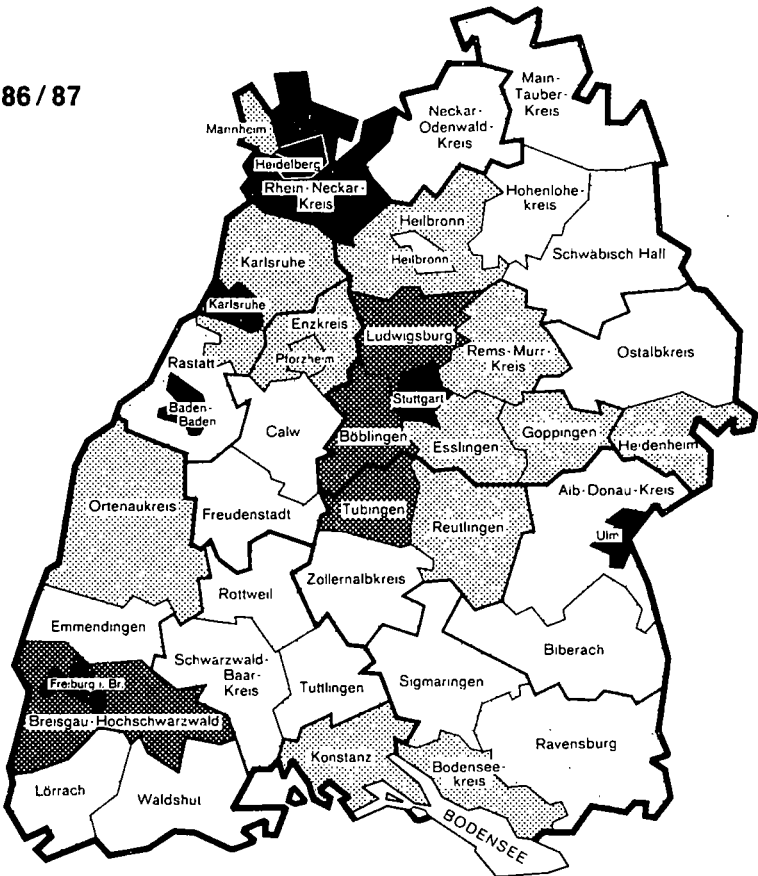 86 / 87
Main-
Tauber-
Kreis
Neckar-
Odenwald-
Kreis
Mannheim
Heidelberg
Rhein-Neckar-
Kreis
Hohenlohe-
kreis
Heilbronn
Heilbronn
Schwäbisch Hall
Karlsruhe
Karlsruhe
Enzkreis
Pforzheim
Ludwigsburg
Rems-Murr-
Kreis
Ostalbkreis
Rastatt
Baden-
Baden
Calw
Stuttgart
Böblingen
Esslingen
Goppingen
Heidenheim
Ortenaukreis
Freudenstadt
Tubingen
Reutlingen
Alb-Donau-Kreis
Ulm
Rottweil
Zollernalbkreis
Emmendingen
Biberach
Schwarzwald-
Baar-
Kreis
Tuttlingen
Sigmaringen
Freiburg i. Br.
Breisgau-Hochschwarzwald
Konstanz
Bodensee-
kreis
Ravensburg
Lörrach
Waldshut
BODENSEE